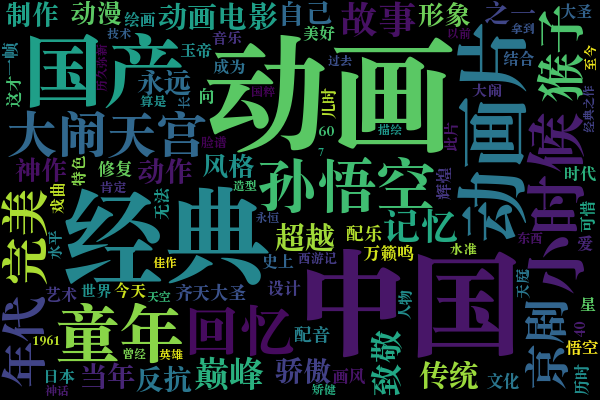 制作 动漫 绘画 动画电影 自己 故事 形象 之一 大圣
技术 音乐 美好 拿到
一帧 国产 玉帝 动画 以前 动画片 结合 猴子
这才 历久弥新 永远 成为 过去 至今
算是 长 向 国粹 儿时 大闹 经典之作
大闹天宫 脸谱 60 描绘 此片 小时候
神作 修复 动作 风格 孙悟空 7 辉煌 时代
完美 特色 肯定 戏曲 无法 造型 记忆 可惜
经典 永恒 超越 配乐 万籁鸣 水准 东西 爱
水平 佳作 史上 西游记 中国 天庭
艺术 世界 今天 天空 齐天大圣 设计 人物 星
年代 1961 童年 曾经 英雄 回忆 配音 致敬 京剧 40 悟空
日本 神话 当年 反抗 巅峰 骄傲 矫健 画风 传统 文化 历时